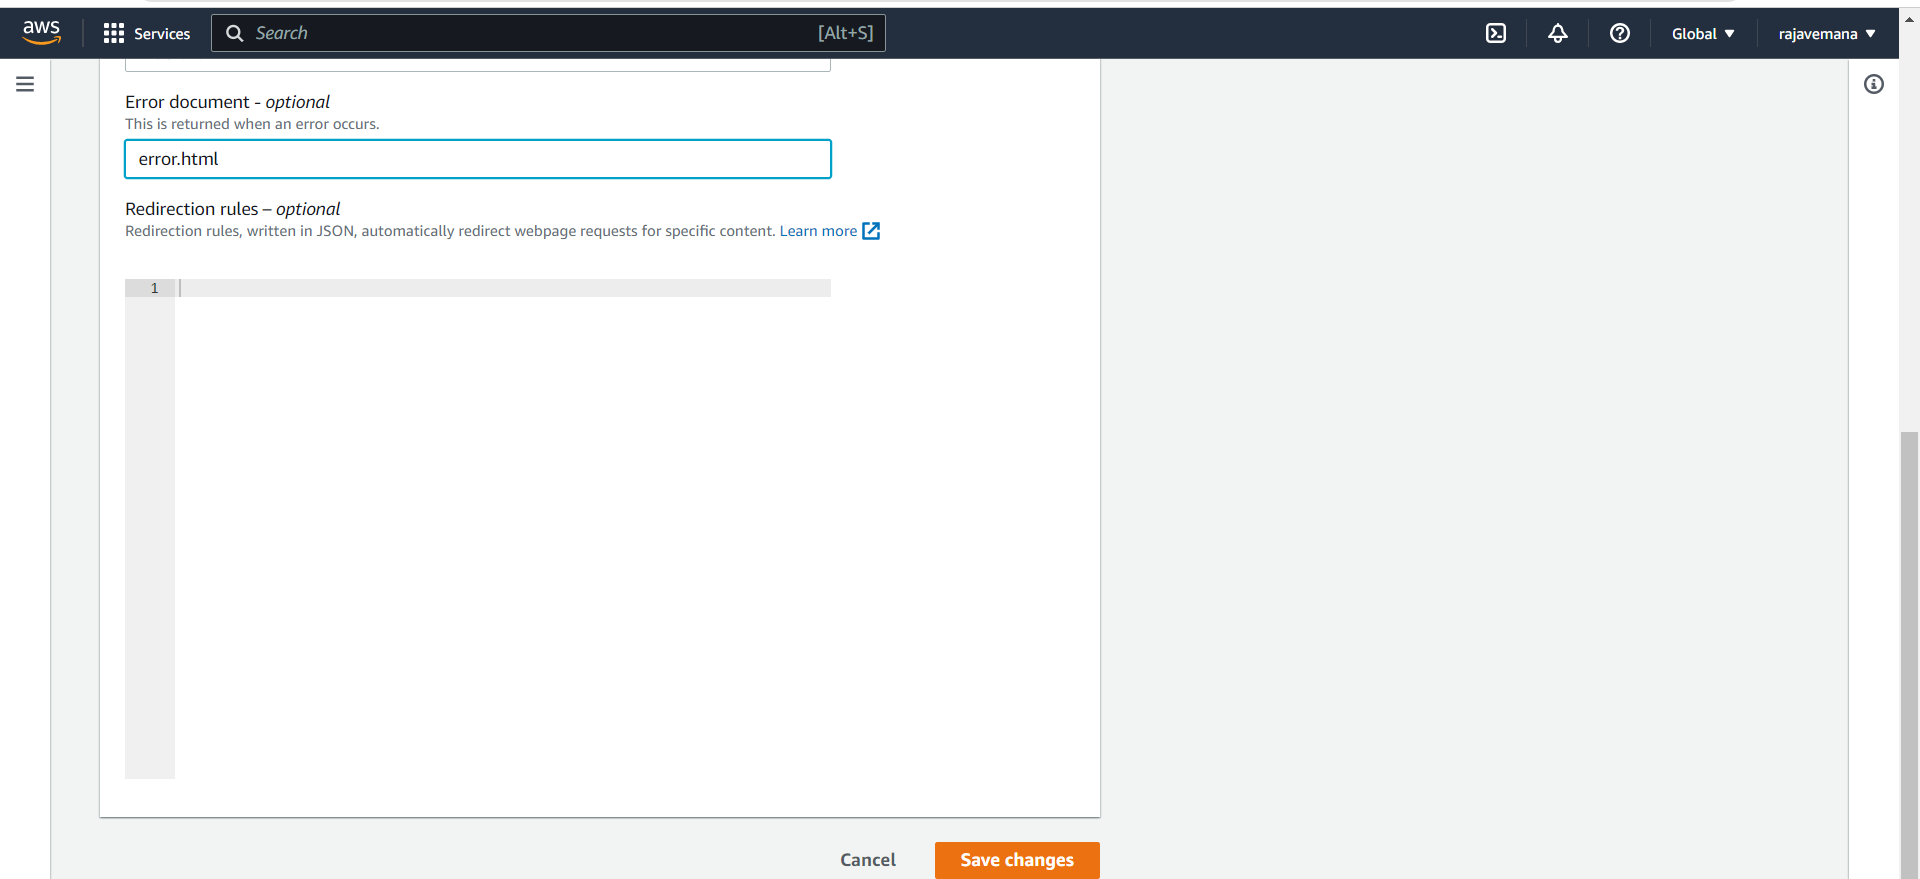 aws Services Search [Alt+S] Global rajavemana
Error document - optional
This is returned when an error occurs.
error.html
Redirection rules – optional
Redirection rules, written in JSON, automatically redirect webpage requests for specific content. Learn more
1
Cancel Save changes